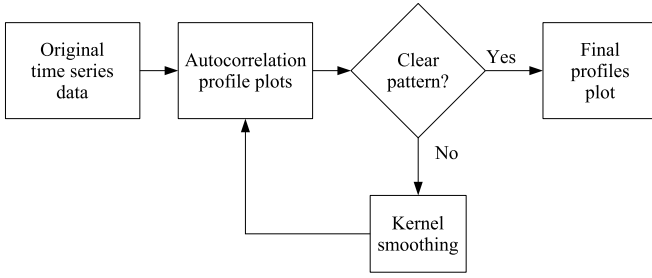 Original
time series
data
Autocorrelation
profile plots
Clear
pattern?
Yes
Final
profiles
plot
No
Kernel
smoothing